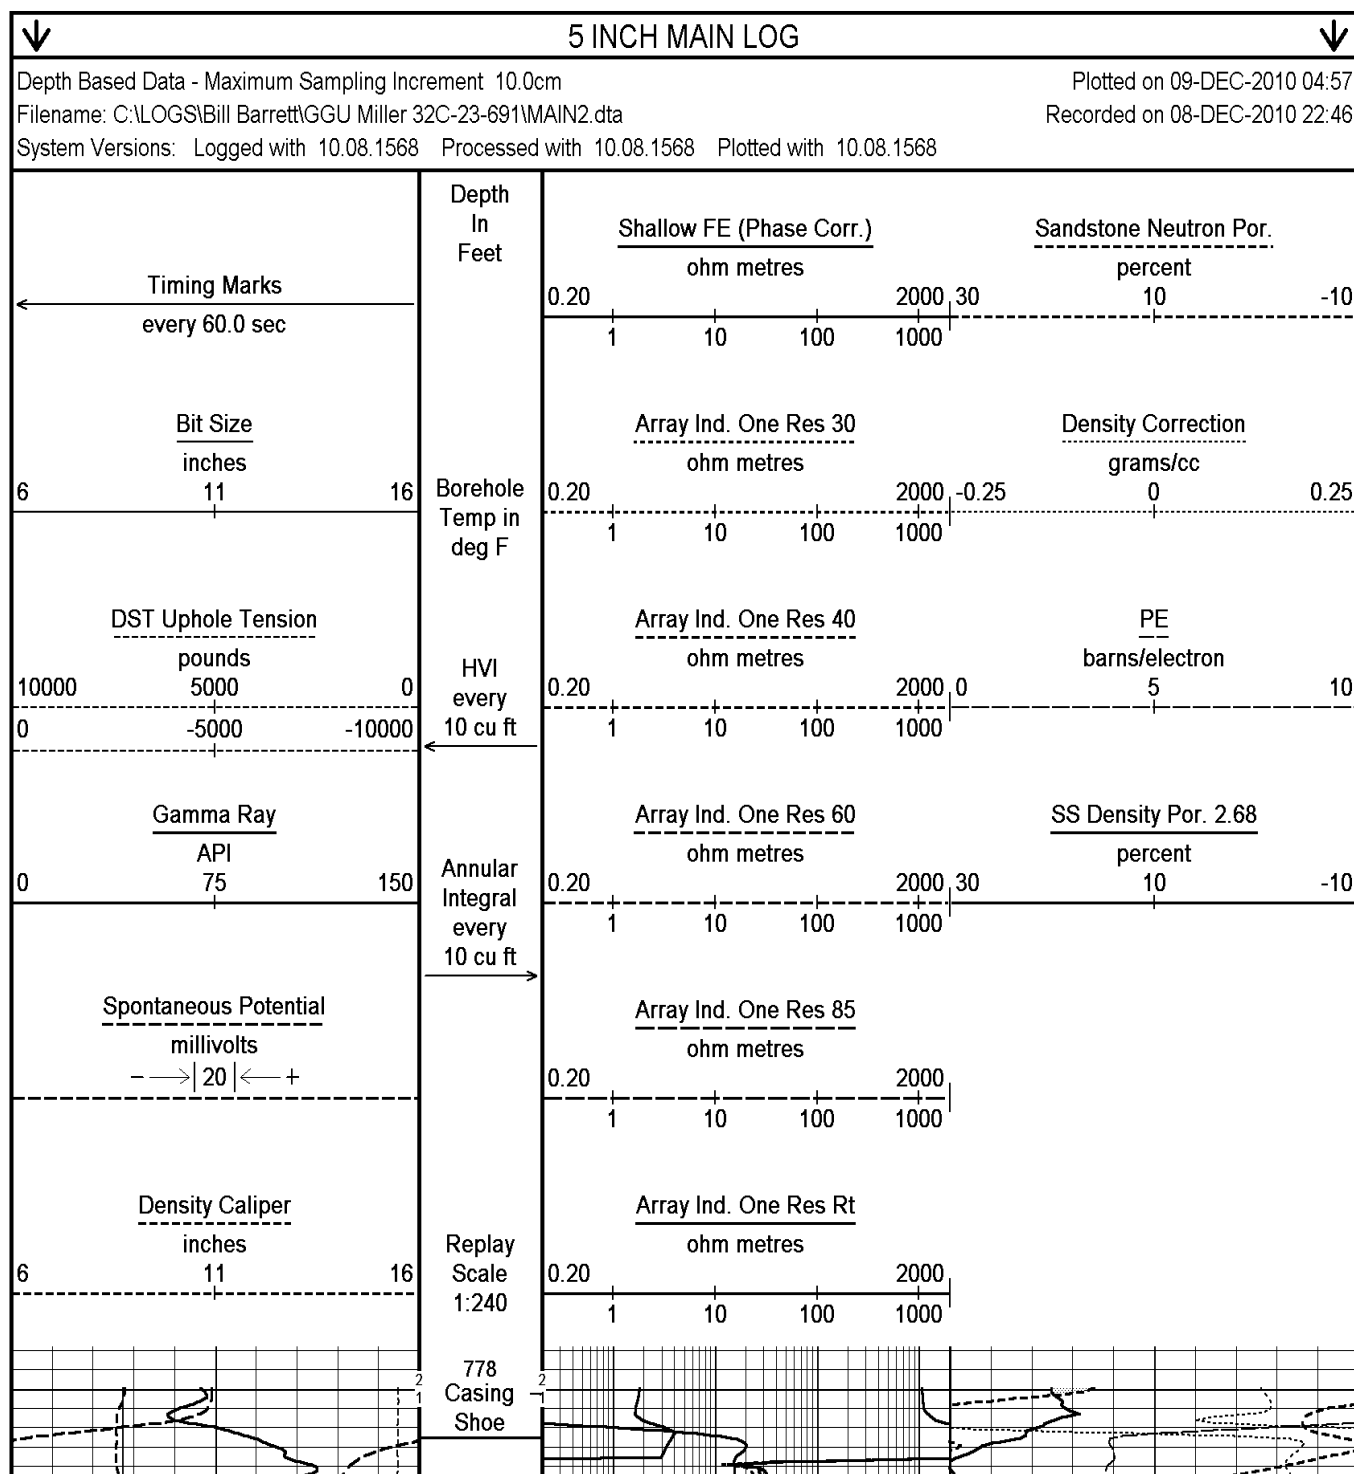 5 INCH MAIN LOG
Depth Based Data - Maximum Sampling Increment 10.0cm
Plotted on 09-DEC-2010 04:57
Filename: C:\LOGS\Bill Barrett\GGU Miller 32C-23-691\MAIN2.dta
Recorded on 08-DEC-2010 22:46
System Versions: Logged with 10.08.1568 Processed with 10.08.1568 Plotted with 10.08.1568
Timing Marks
every 60.0 sec
Bit Size
inches
6 11 16
DST Uphole Tension
pounds
10000 5000 0
0 -5000 -10000
Gamma Ray
API
0 75 150
Spontaneous Potential
millivolts
- 20 +
Density Caliper
inches
6 11 16
Depth
In
Feet
Borehole
Temp in
deg F
HVI
every
10 cu ft
Annular
Integral
every
10 cu ft
Replay
Scale
1:240
778
Casing
Shoe
2
1
2
1
Shallow FE (Phase Corr.)
ohm metres
0.20 2000
1 10 100 1000
Array Ind. One Res 30
ohm metres
0.20 2000
1 10 100 1000
Array Ind. One Res 40
ohm metres
0.20 2000
1 10 100 1000
Array Ind. One Res 60
ohm metres
0.20 2000
1 10 100 1000
Array Ind. One Res 85
ohm metres
0.20 2000
1 10 100 1000
Array Ind. One Res Rt
ohm metres
0.20 2000
1 10 100 1000
Sandstone Neutron Por.
percent
30 10 -10
Density Correction
grams/cc
-0.25 0 0.25
PE
barns/electron
0 5 10
SS Density Por. 2.68
percent
30 10 -10